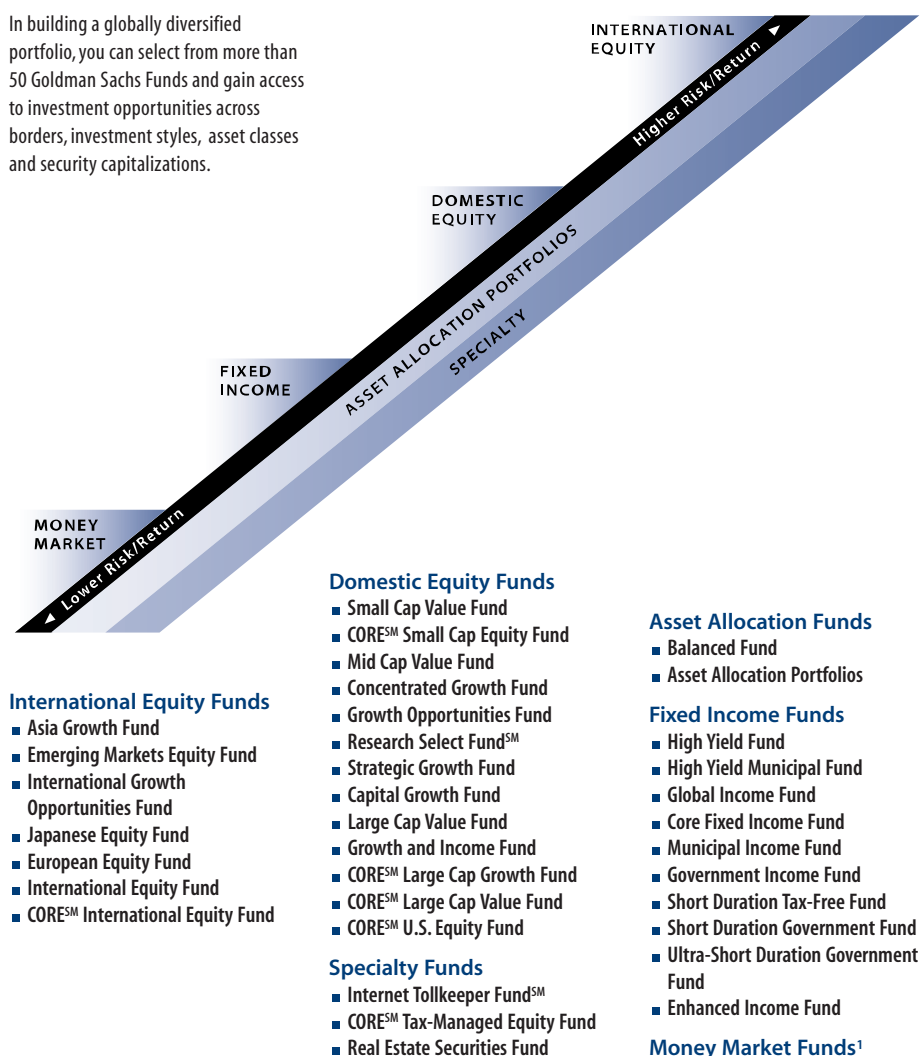 In building a globally diversified
portfolio, you can select from more than
50 Goldman Sachs Funds and gain access
to investment opportunities across
borders, investment styles, asset classes
and security capitalizations.
INTERNATIONAL
EQUITY
Higher Risk/Return ►
DOMESTIC
EQUITY
ASSET ALLOCATION PORTFOLIOS
SPECIALTY
FIXED
INCOME
MONEY
MARKET
◄ Lower Risk/Return
International Equity Funds
■ Asia Growth Fund
■ Emerging Markets Equity Fund
■ International Growth
Opportunities Fund
■ Japanese Equity Fund
■ European Equity Fund
■ International Equity Fund
■ CORE℠ International Equity Fund
Domestic Equity Funds
■ Small Cap Value Fund
■ CORE℠ Small Cap Equity Fund
■ Mid Cap Value Fund
■ Concentrated Growth Fund
■ Growth Opportunities Fund
■ Research Select Fund℠
■ Strategic Growth Fund
■ Capital Growth Fund
■ Large Cap Value Fund
■ Growth and Income Fund
■ CORE℠ Large Cap Growth Fund
■ CORE℠ Large Cap Value Fund
■ CORE℠ U.S. Equity Fund
Specialty Funds
■ Internet Tollkeeper Fund℠
■ CORE℠ Tax-Managed Equity Fund
■ Real Estate Securities Fund
Asset Allocation Funds
■ Balanced Fund
■ Asset Allocation Portfolios
Fixed Income Funds
■ High Yield Fund
■ High Yield Municipal Fund
■ Global Income Fund
■ Core Fixed Income Fund
■ Municipal Income Fund
■ Government Income Fund
■ Short Duration Tax-Free Fund
■ Short Duration Government Fund
■ Ultra-Short Duration Government
Fund
■ Enhanced Income Fund
Money Market Funds¹